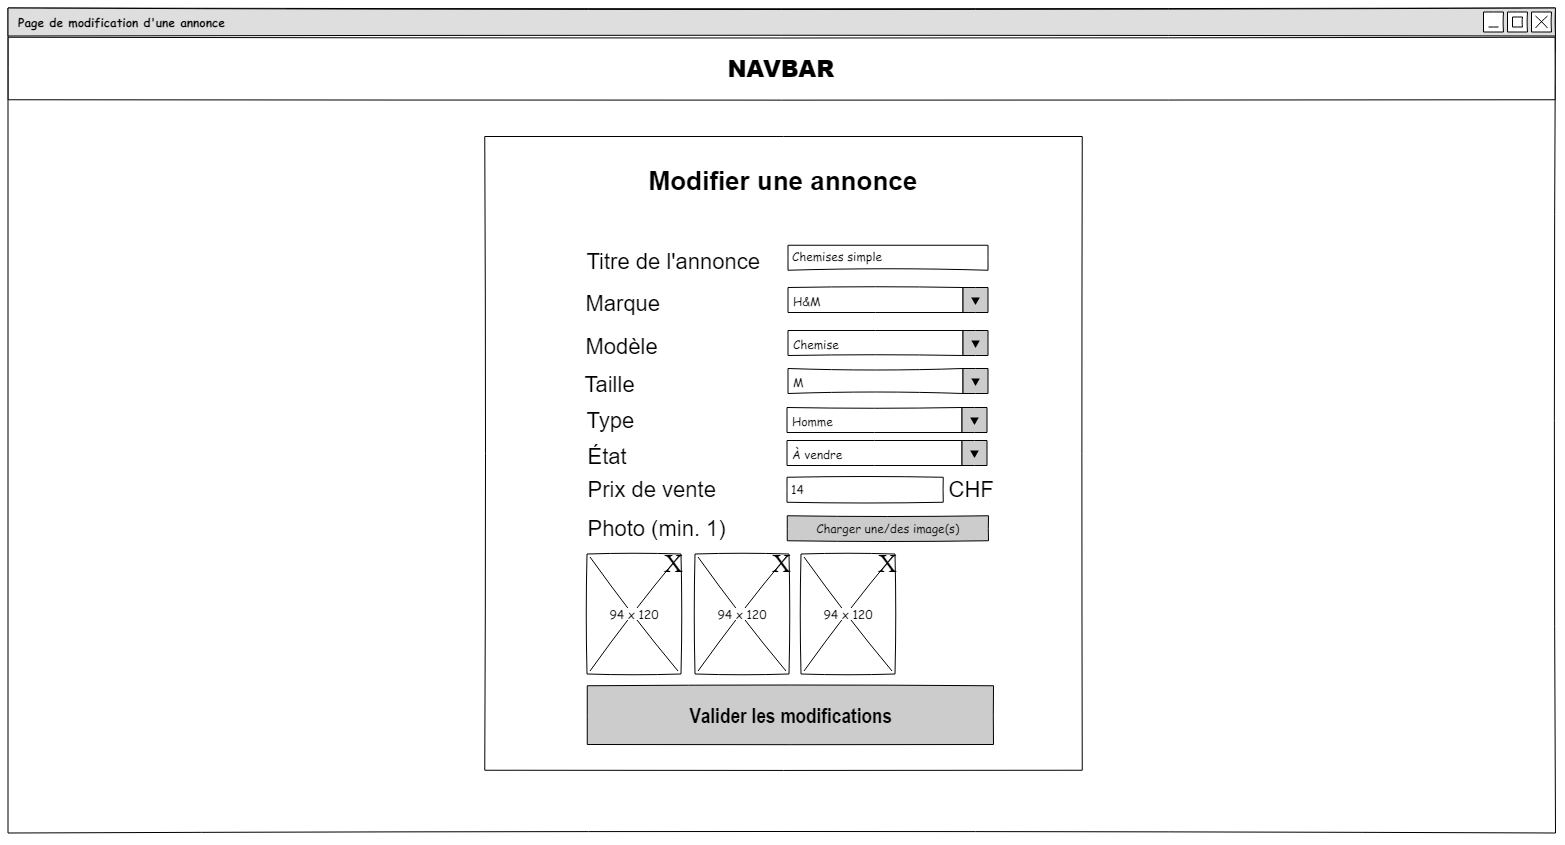 Page de modification d'une annonce
NAVBAR
Modifier une annonce
Titre de l'annonce Chemises simple
Marque H&M
Modèle Chemise
Taille M
Type Homme
État À vendre
Prix de vente 14 CHF
Photo (min. 1) Charger une/des image(s)
X X X
94 x 120 94 x 120 94 x 120
Valider les modifications